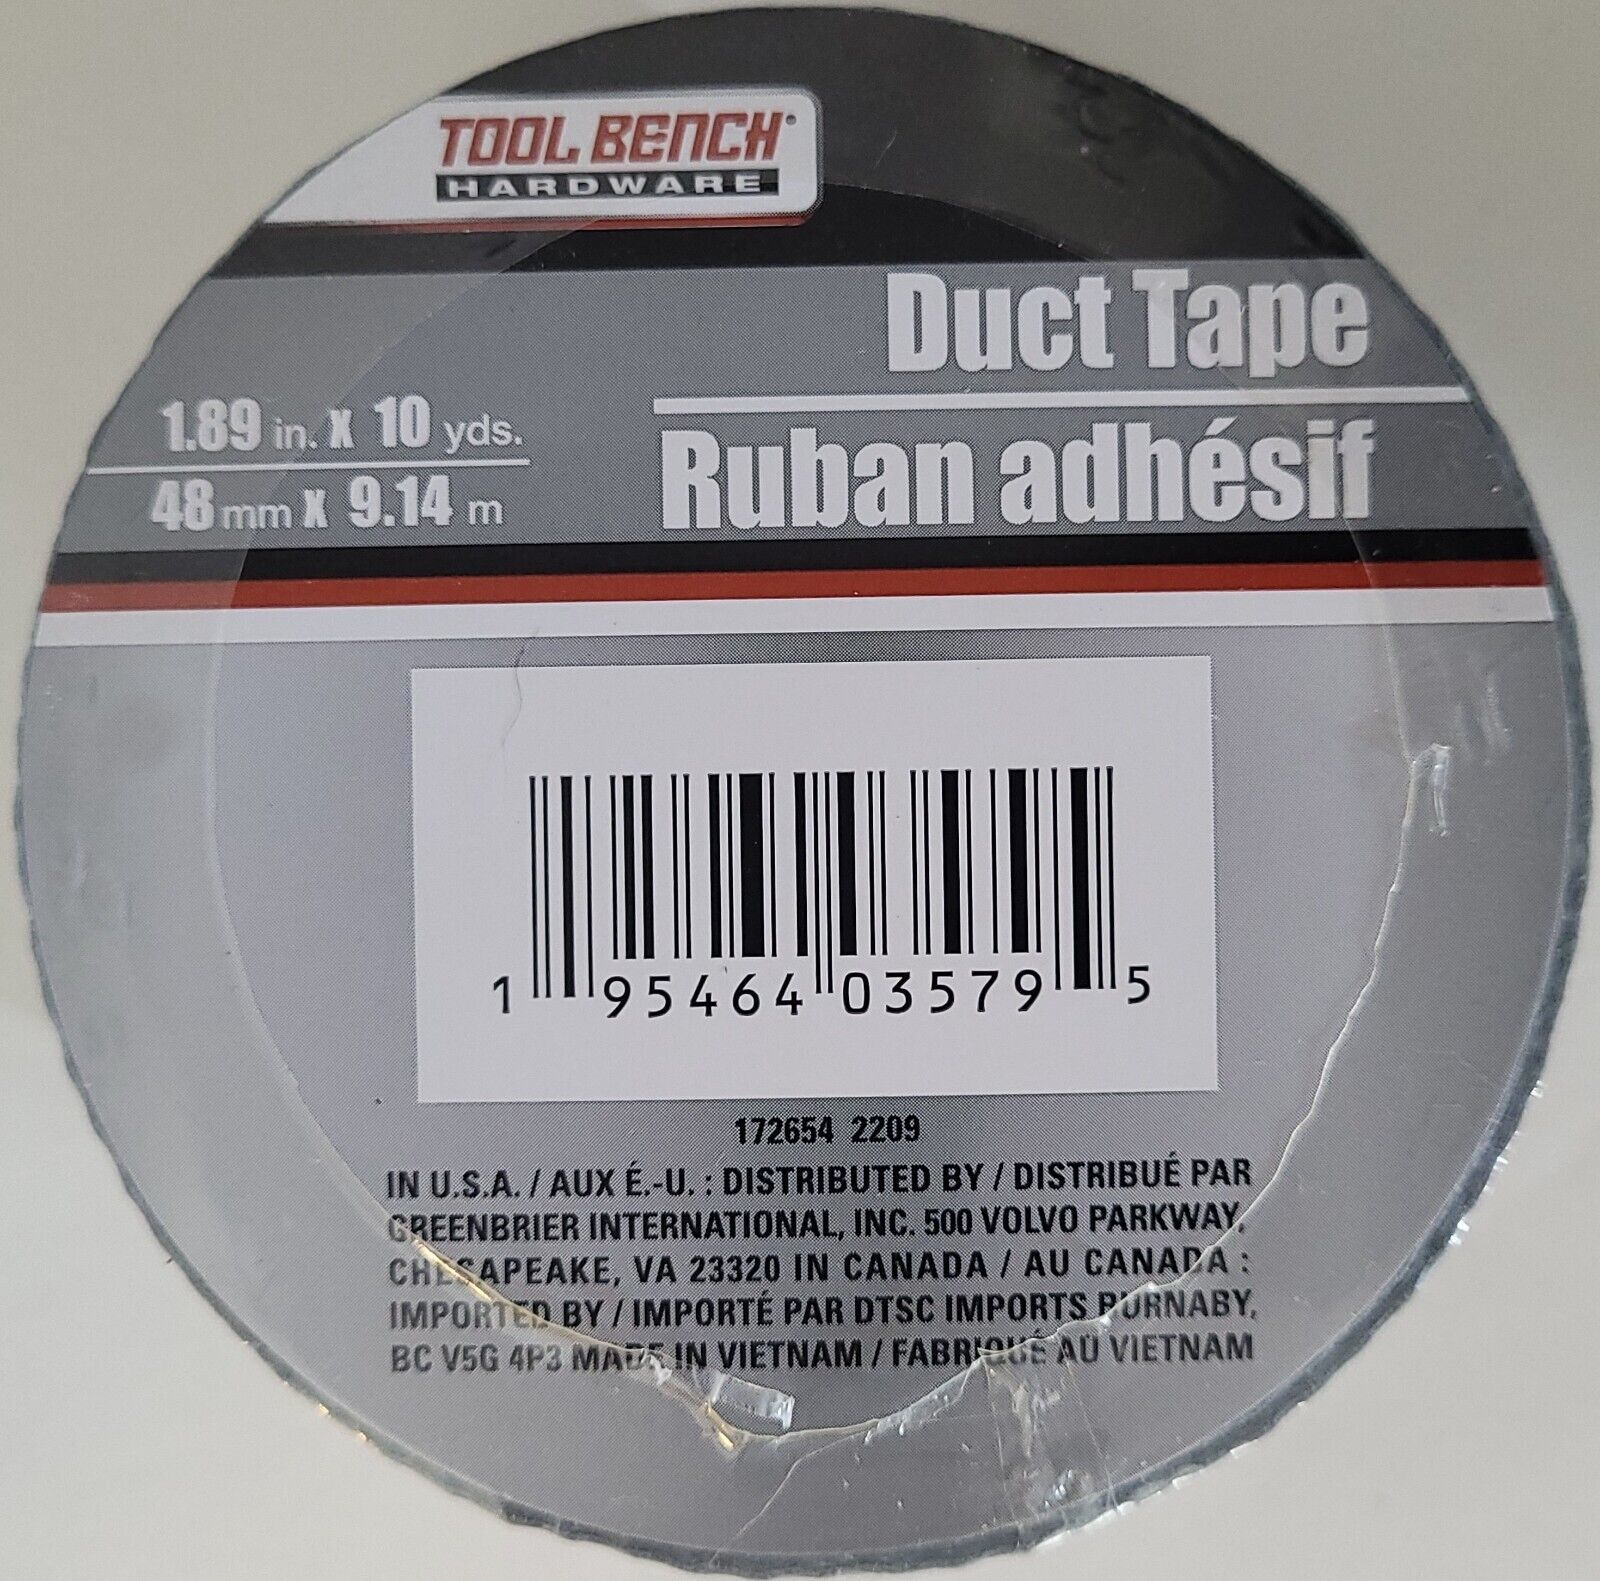 TOOL BENCH®
HARDWARE
Duct Tape
Ruban adhésif
1.89 in. x 10 yds.
48 mm x 9.14 m
1 95464 03579 5
172654 2209
IN U.S.A. / AUX É.-U. : DISTRIBUTED BY / DISTRIBUÉ PAR
GREENBRIER INTERNATIONAL, INC. 500 VOLVO PARKWAY,
CHESAPEAKE, VA 23320 IN CANADA / AU CANADA :
IMPORTED BY / IMPORTÉ PAR DTSC IMPORTS BURNABY,
BC V5G 4P3 MADE IN VIETNAM / FABRIQUÉ AU VIETNAM